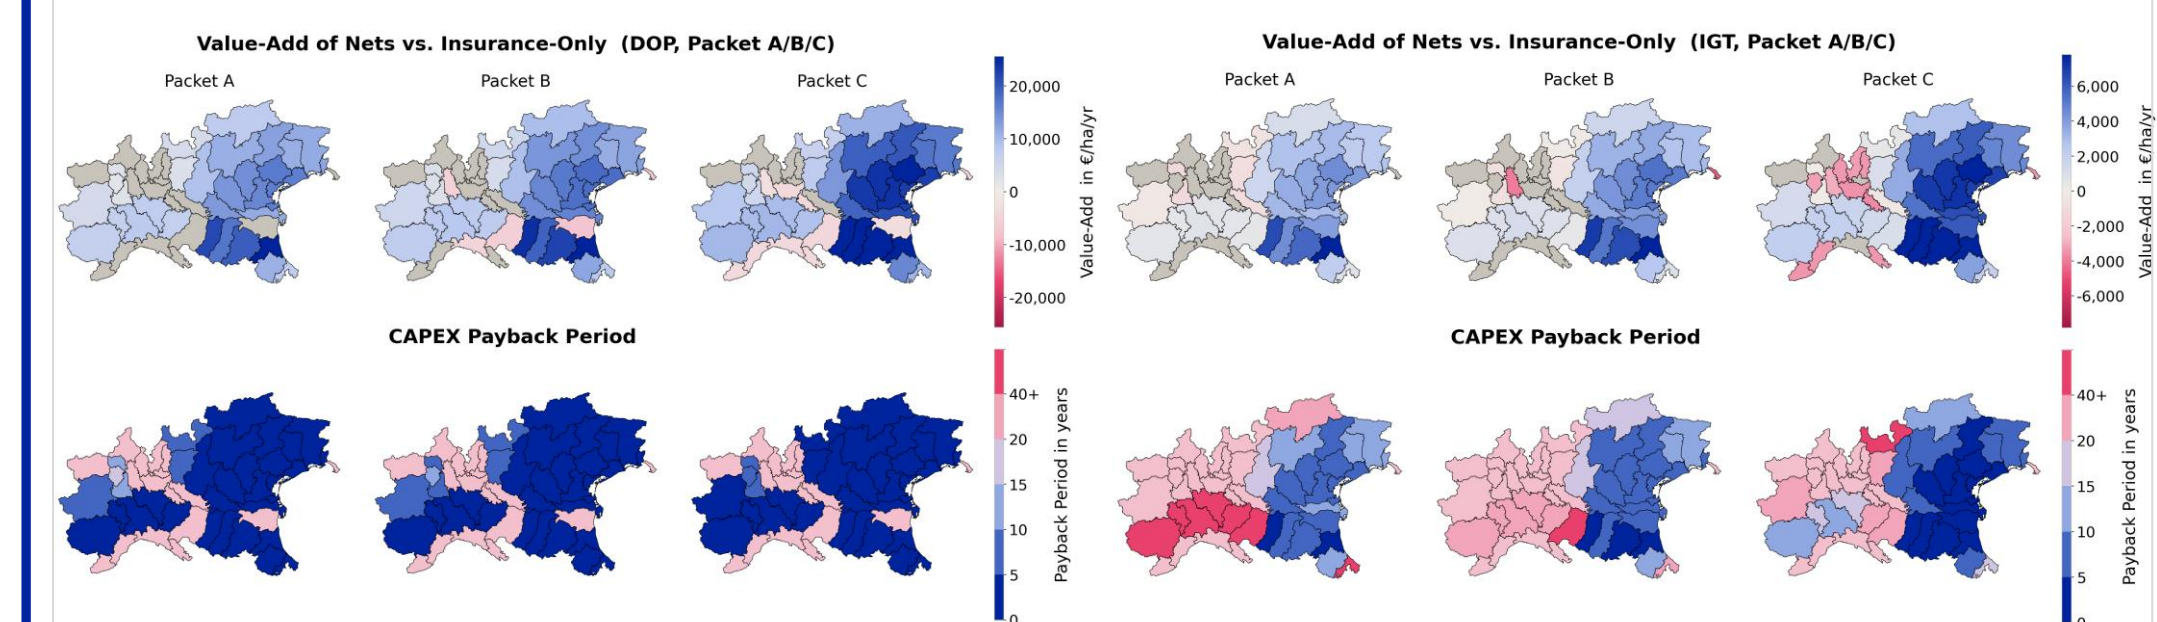 Value-Add of Nets vs. Insurance-Only (DOP, Packet A/B/C)
Packet A
Packet B
Packet C
20,000
10,000
0
-10,000
-20,000
Value-Add in €/ha/yr
CAPEX Payback Period
40+
20
15
10
5
0
Payback Period in years
Value-Add of Nets vs. Insurance-Only (IGT, Packet A/B/C)
Packet A
Packet B
Packet C
6,000
4,000
2,000
0
-2,000
-4,000
-6,000
Value-Add in €/ha/yr
CAPEX Payback Period
40+
20
15
10
5
0
Payback Period in years